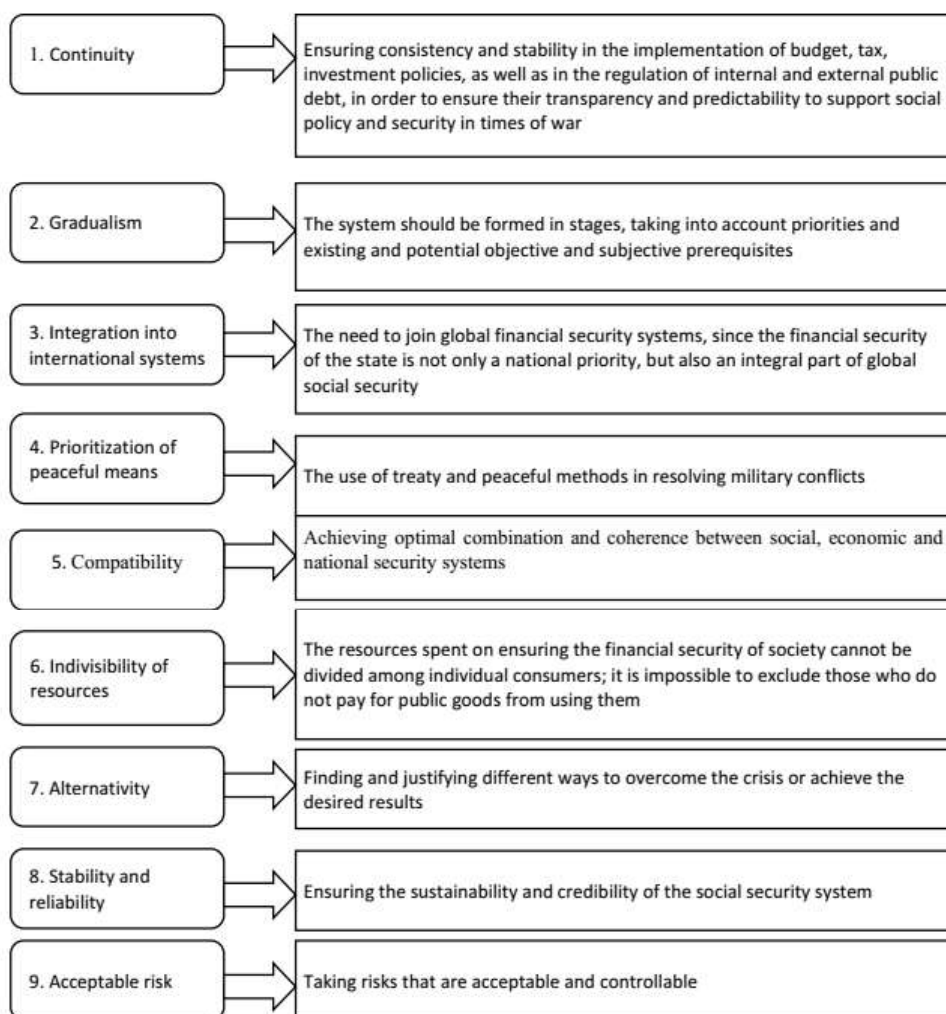 1. Continuity
Ensuring consistency and stability in the implementation of budget, tax,
investment policies, as well as in the regulation of internal and external public
debt, in order to ensure their transparency and predictability to support social
policy and security in times of war
2. Gradualism
The system should be formed in stages, taking into account priorities and
existing and potential objective and subjective prerequisites
3. Integration into
international systems
The need to join global financial security systems, since the financial security
of the state is not only a national priority, but also an integral part of global
social security
4. Prioritization of
peaceful means
The use of treaty and peaceful methods in resolving military conflicts
5. Compatibility
Achieving optimal combination and coherence between social, economic and
national security systems
6. Indivisibility of
resources
The resources spent on ensuring the financial security of society cannot be
divided among individual consumers; it is impossible to exclude those who do
not pay for public goods from using them
7. Alternativity
Finding and justifying different ways to overcome the crisis or achieve the
desired results
8. Stability and
reliability
Ensuring the sustainability and credibility of the social security system
9. Acceptable risk
Taking risks that are acceptable and controllable